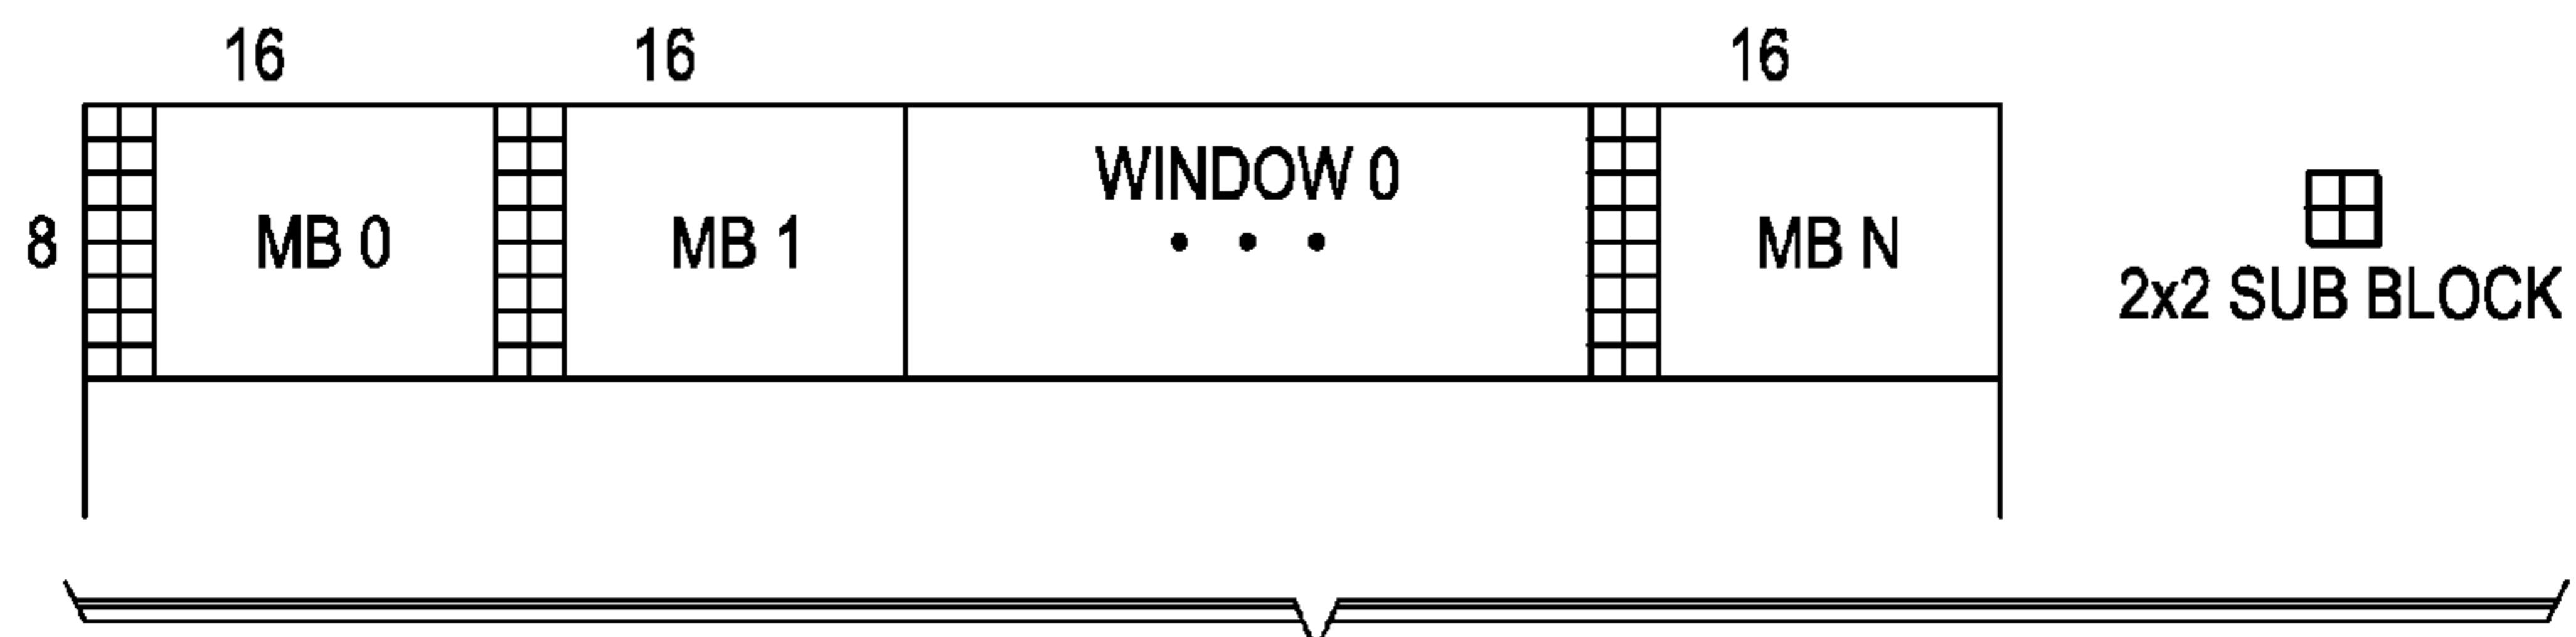 16 16 16
WINDOW 0
8 MB 0 MB 1 • • • MB N
2x2 SUB BLOCK